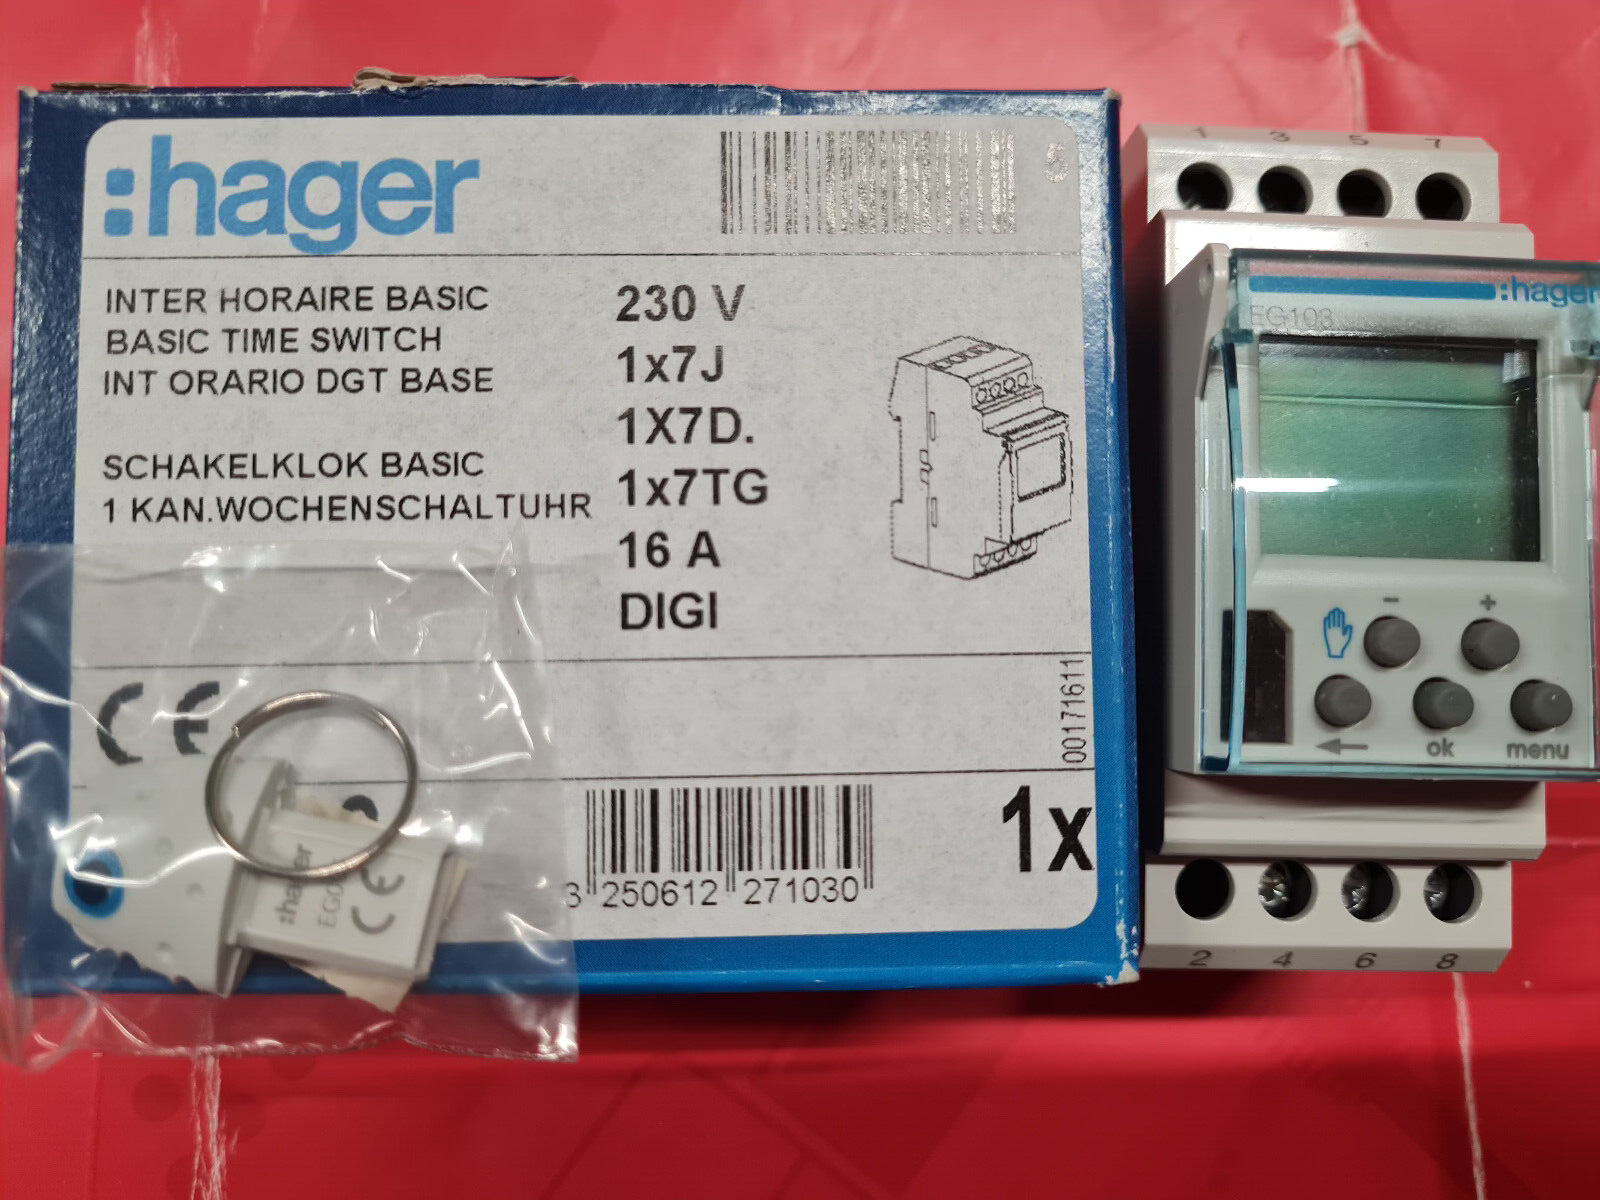 :hager
INTER HORAIRE BASIC
BASIC TIME SWITCH
INT ORARIO DGT BASE
SCHAKELKLOK BASIC
1 KAN.WOCHENSCHALTUHR
230 V
1x7J
1X7D.
1x7TG
16 A
DIGI
00171611
CE
3 250612 271030
1x
:hager
CE
1 3 5 7
:hager
EG103
- +
ok menu
2 4 6 8